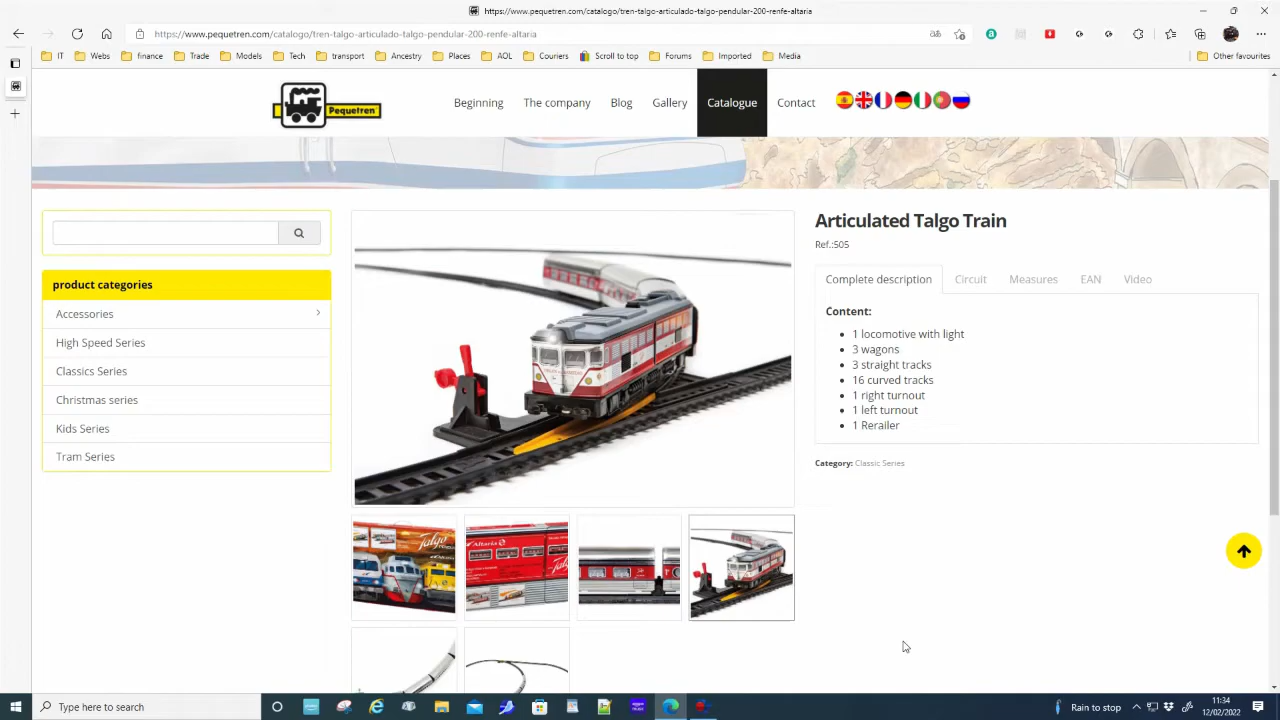 https://www.pequetren.com/catalogo/tren-talgo-articulado-talgo-pendular-200-renfe-altaria
https://www.pequetren.com/catalogo/tren-talgo-articulado-talgo-pendular-200-renfe-altaria
IT Webs finance Trade Models Tech transport Ancestry Places AOL Couriers Scroll to top Forums Imported Media Other favourites
Pequetren
Beginning The company Blog Gallery Catalogue Contact
Articulated Talgo Train
Ref.:505
Complete description Circuit Measures EAN Video
product categories
Accessories
High Speed Series
Classics Series
Christmas series
Kids Series
Tram Series
Content:
1 locomotive with light
3 wagons
3 straight tracks
16 curved tracks
1 right turnout
1 left turnout
1 Rerailer
Category: Classic Series
Talgo
Altaria
Type here to search
Rain to stop
11:34
12/02/2022